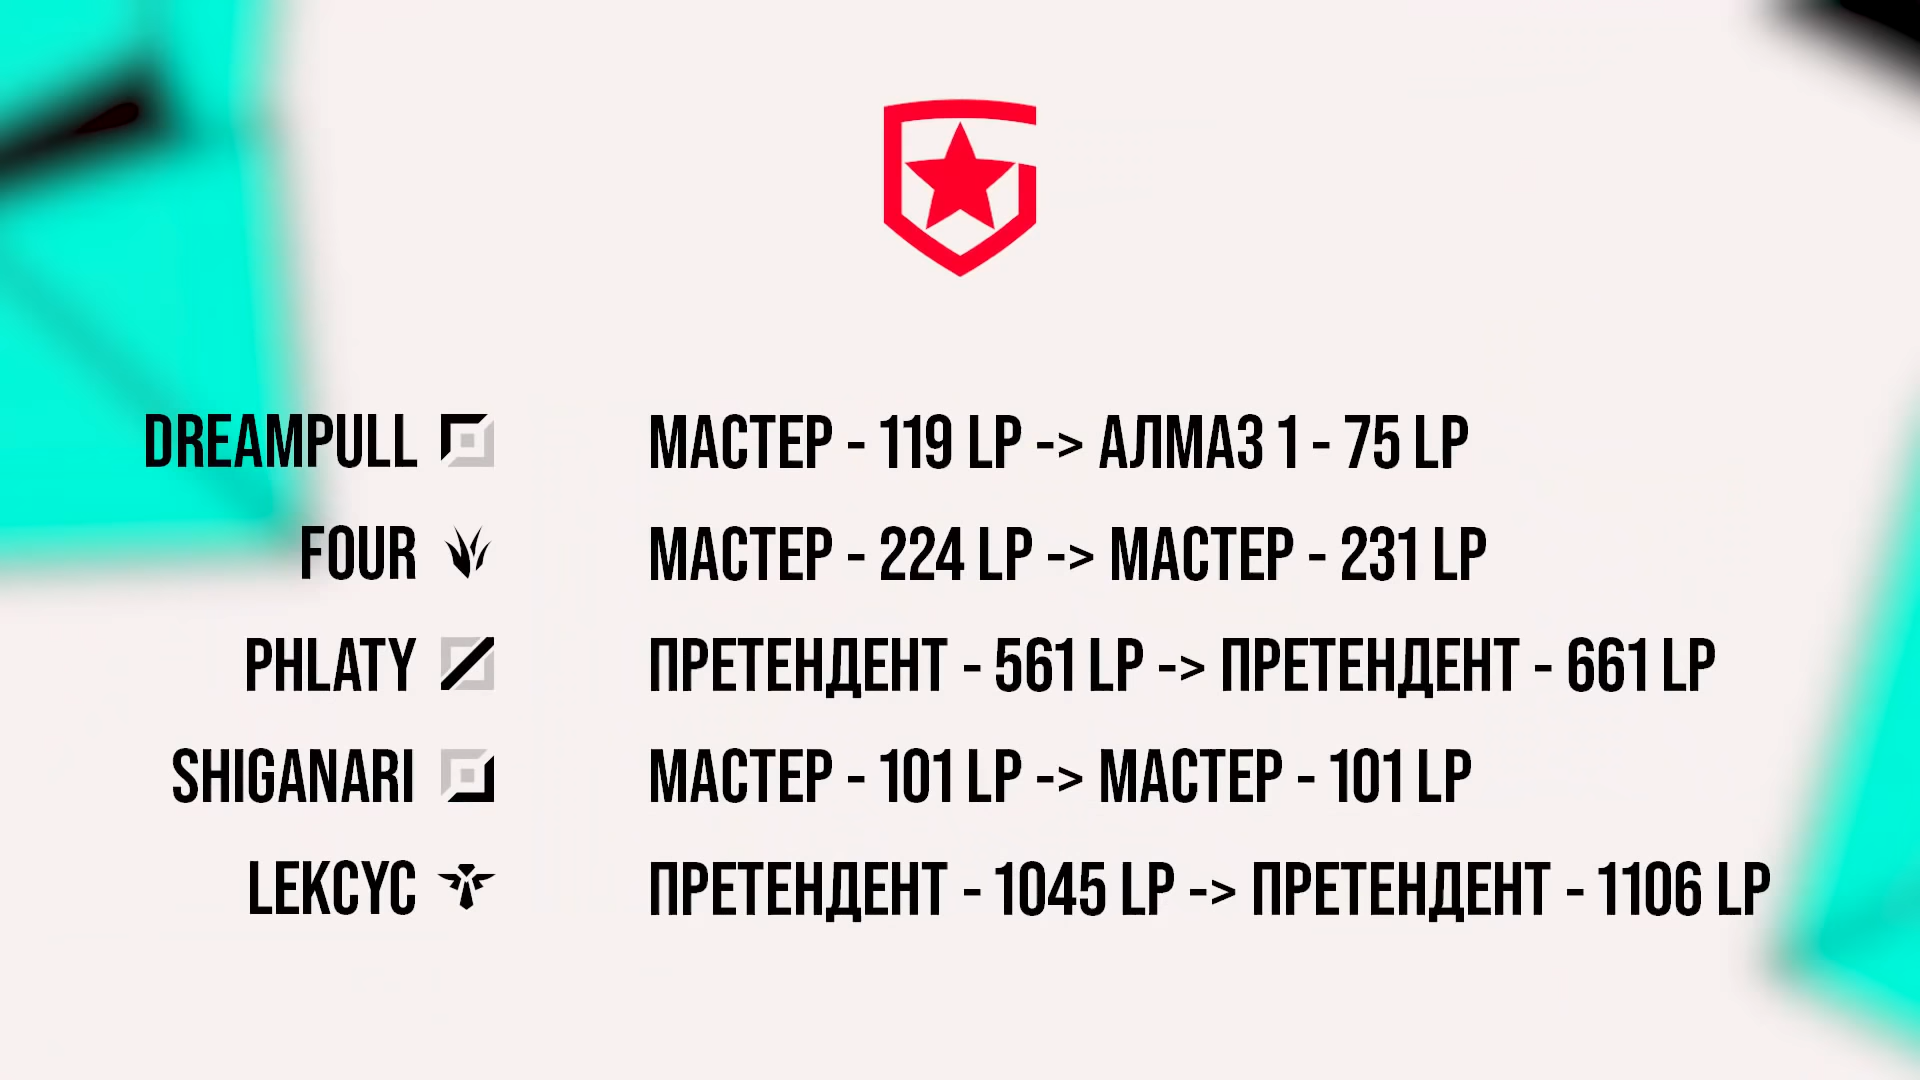 DREAMPULL МАСТЕР - 119 LP -> АЛМАЗ 1 - 75 LP
FOUR МАСТЕР - 224 LP -> МАСТЕР - 231 LP
PHLATY ПРЕТЕНДЕНТ - 561 LP -> ПРЕТЕНДЕНТ - 661 LP
SHIGANARI МАСТЕР - 101 LP -> МАСТЕР - 101 LP
LEKCYC ПРЕТЕНДЕНТ - 1045 LP -> ПРЕТЕНДЕНТ - 1106 LP